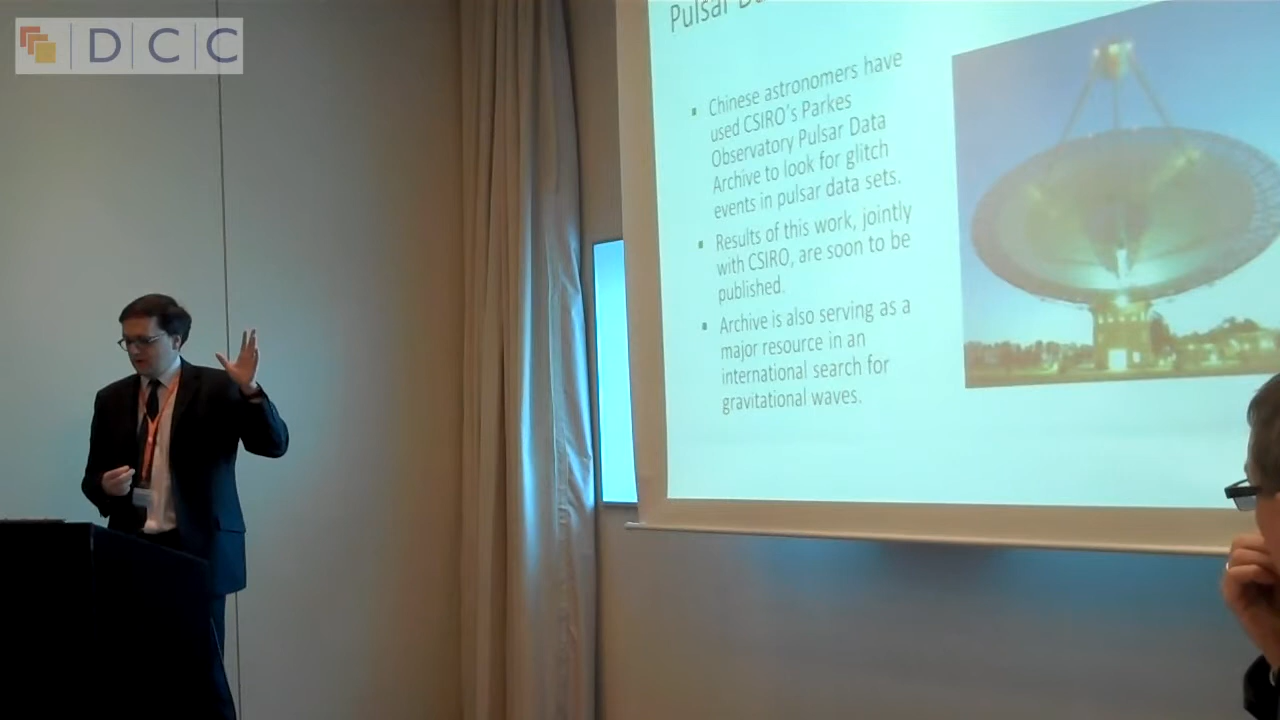 DCC
Pulsar
Chinese astronomers have
used CSIRO's Parkes
Observatory Pulsar Data
Archive to look for glitch
events in pulsar data sets.
Results of this work, jointly
with CSIRO, are soon to be
published.
Archive is also serving as a
major resource in an
international search for
gravitational waves.